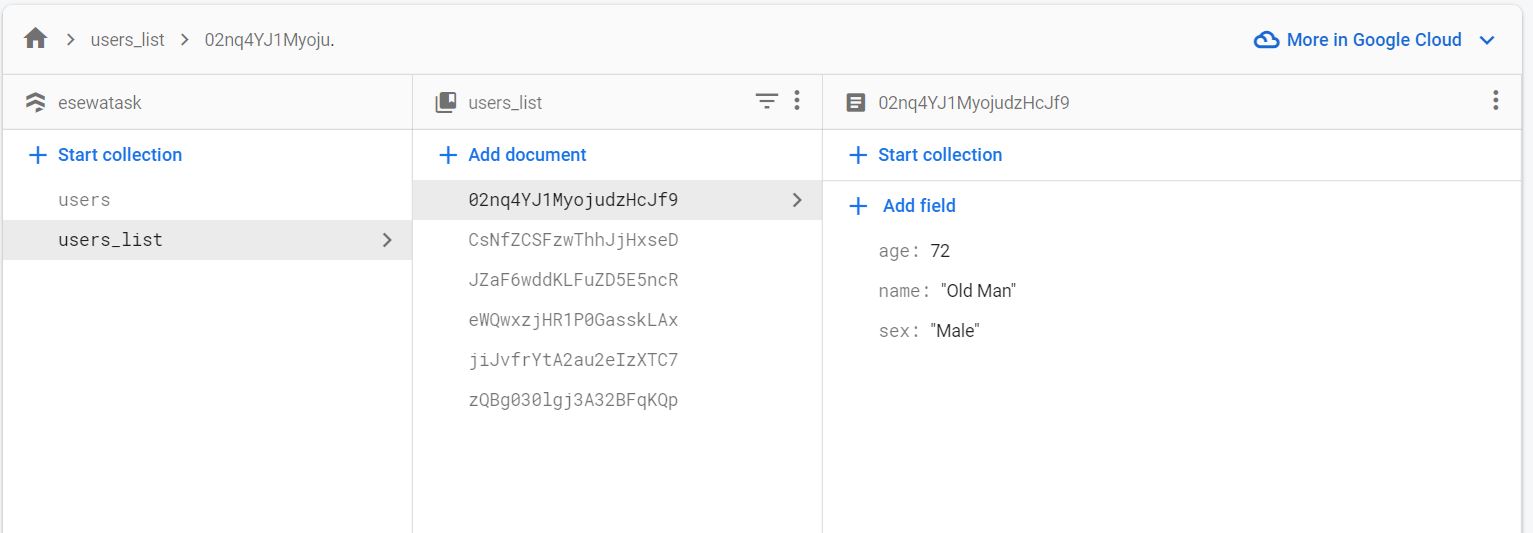 users_list 02nq4YJ1Myoju.
More in Google Cloud
esewatask
users_list
02nq4YJ1MyojudzHcJf9
Start collection
Add document
Start collection
users
users_list
02nq4YJ1MyojudzHcJf9
CsNfZCSFzwThhJjHxseD
JZaF6wddKLFuZD5E5ncR
eWQwxzjHR1P0GasskLAx
jiJvfrYtA2au2eIzXTC7
zQBg030lgj3A32BFqKQp
Add field
age: 72
name: "Old Man"
sex: "Male"